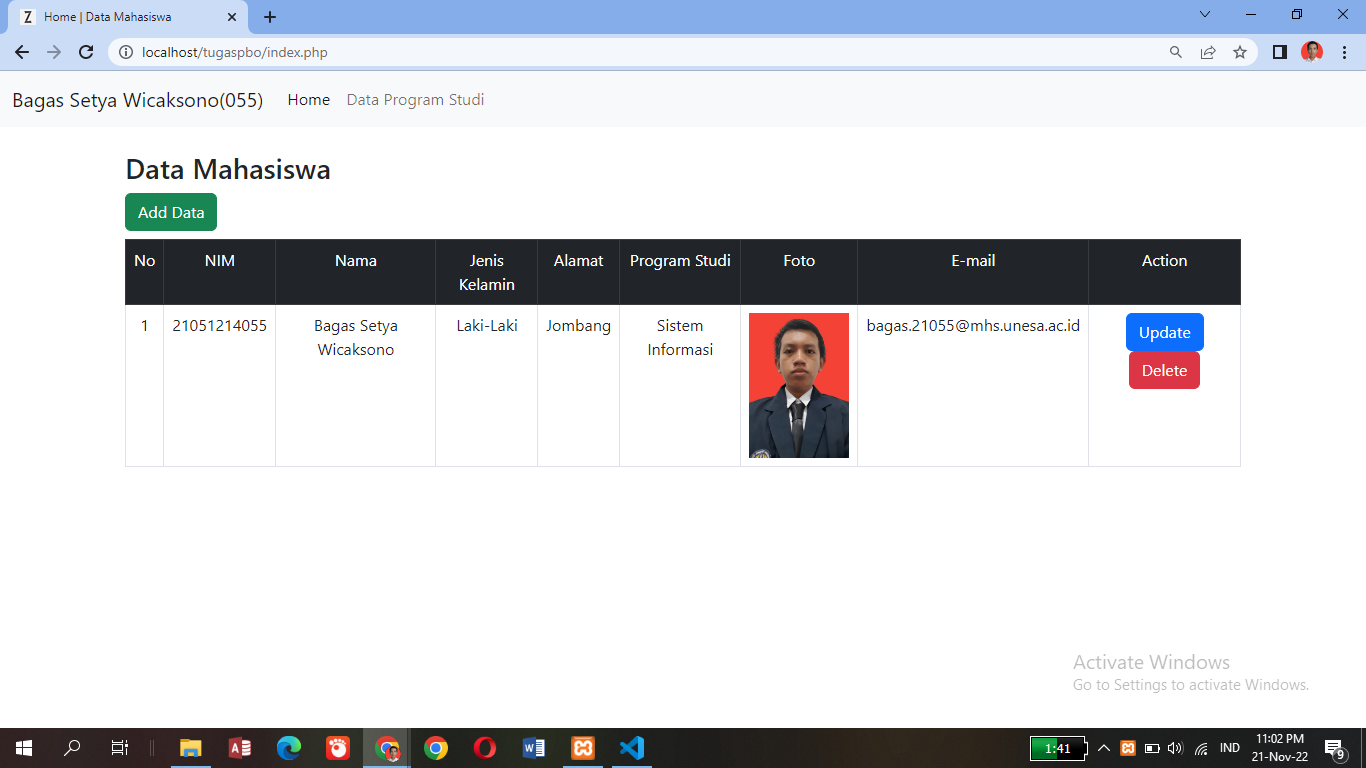 Home | Data Mahasiswa
localhost/tugaspbo/index.php
Bagas Setya Wicaksono(055) Home Data Program Studi
Data Mahasiswa
Add Data
No NIM Nama Jenis Kelamin Alamat Program Studi Foto E-mail Action
1 21051214055 Bagas Setya Wicaksono Laki-Laki Jombang Sistem Informasi bagas.21055@mhs.unesa.ac.id Update
Delete
Activate Windows
Go to Settings to activate Windows.
1:41 IND 11:02 PM
21-Nov-22 9